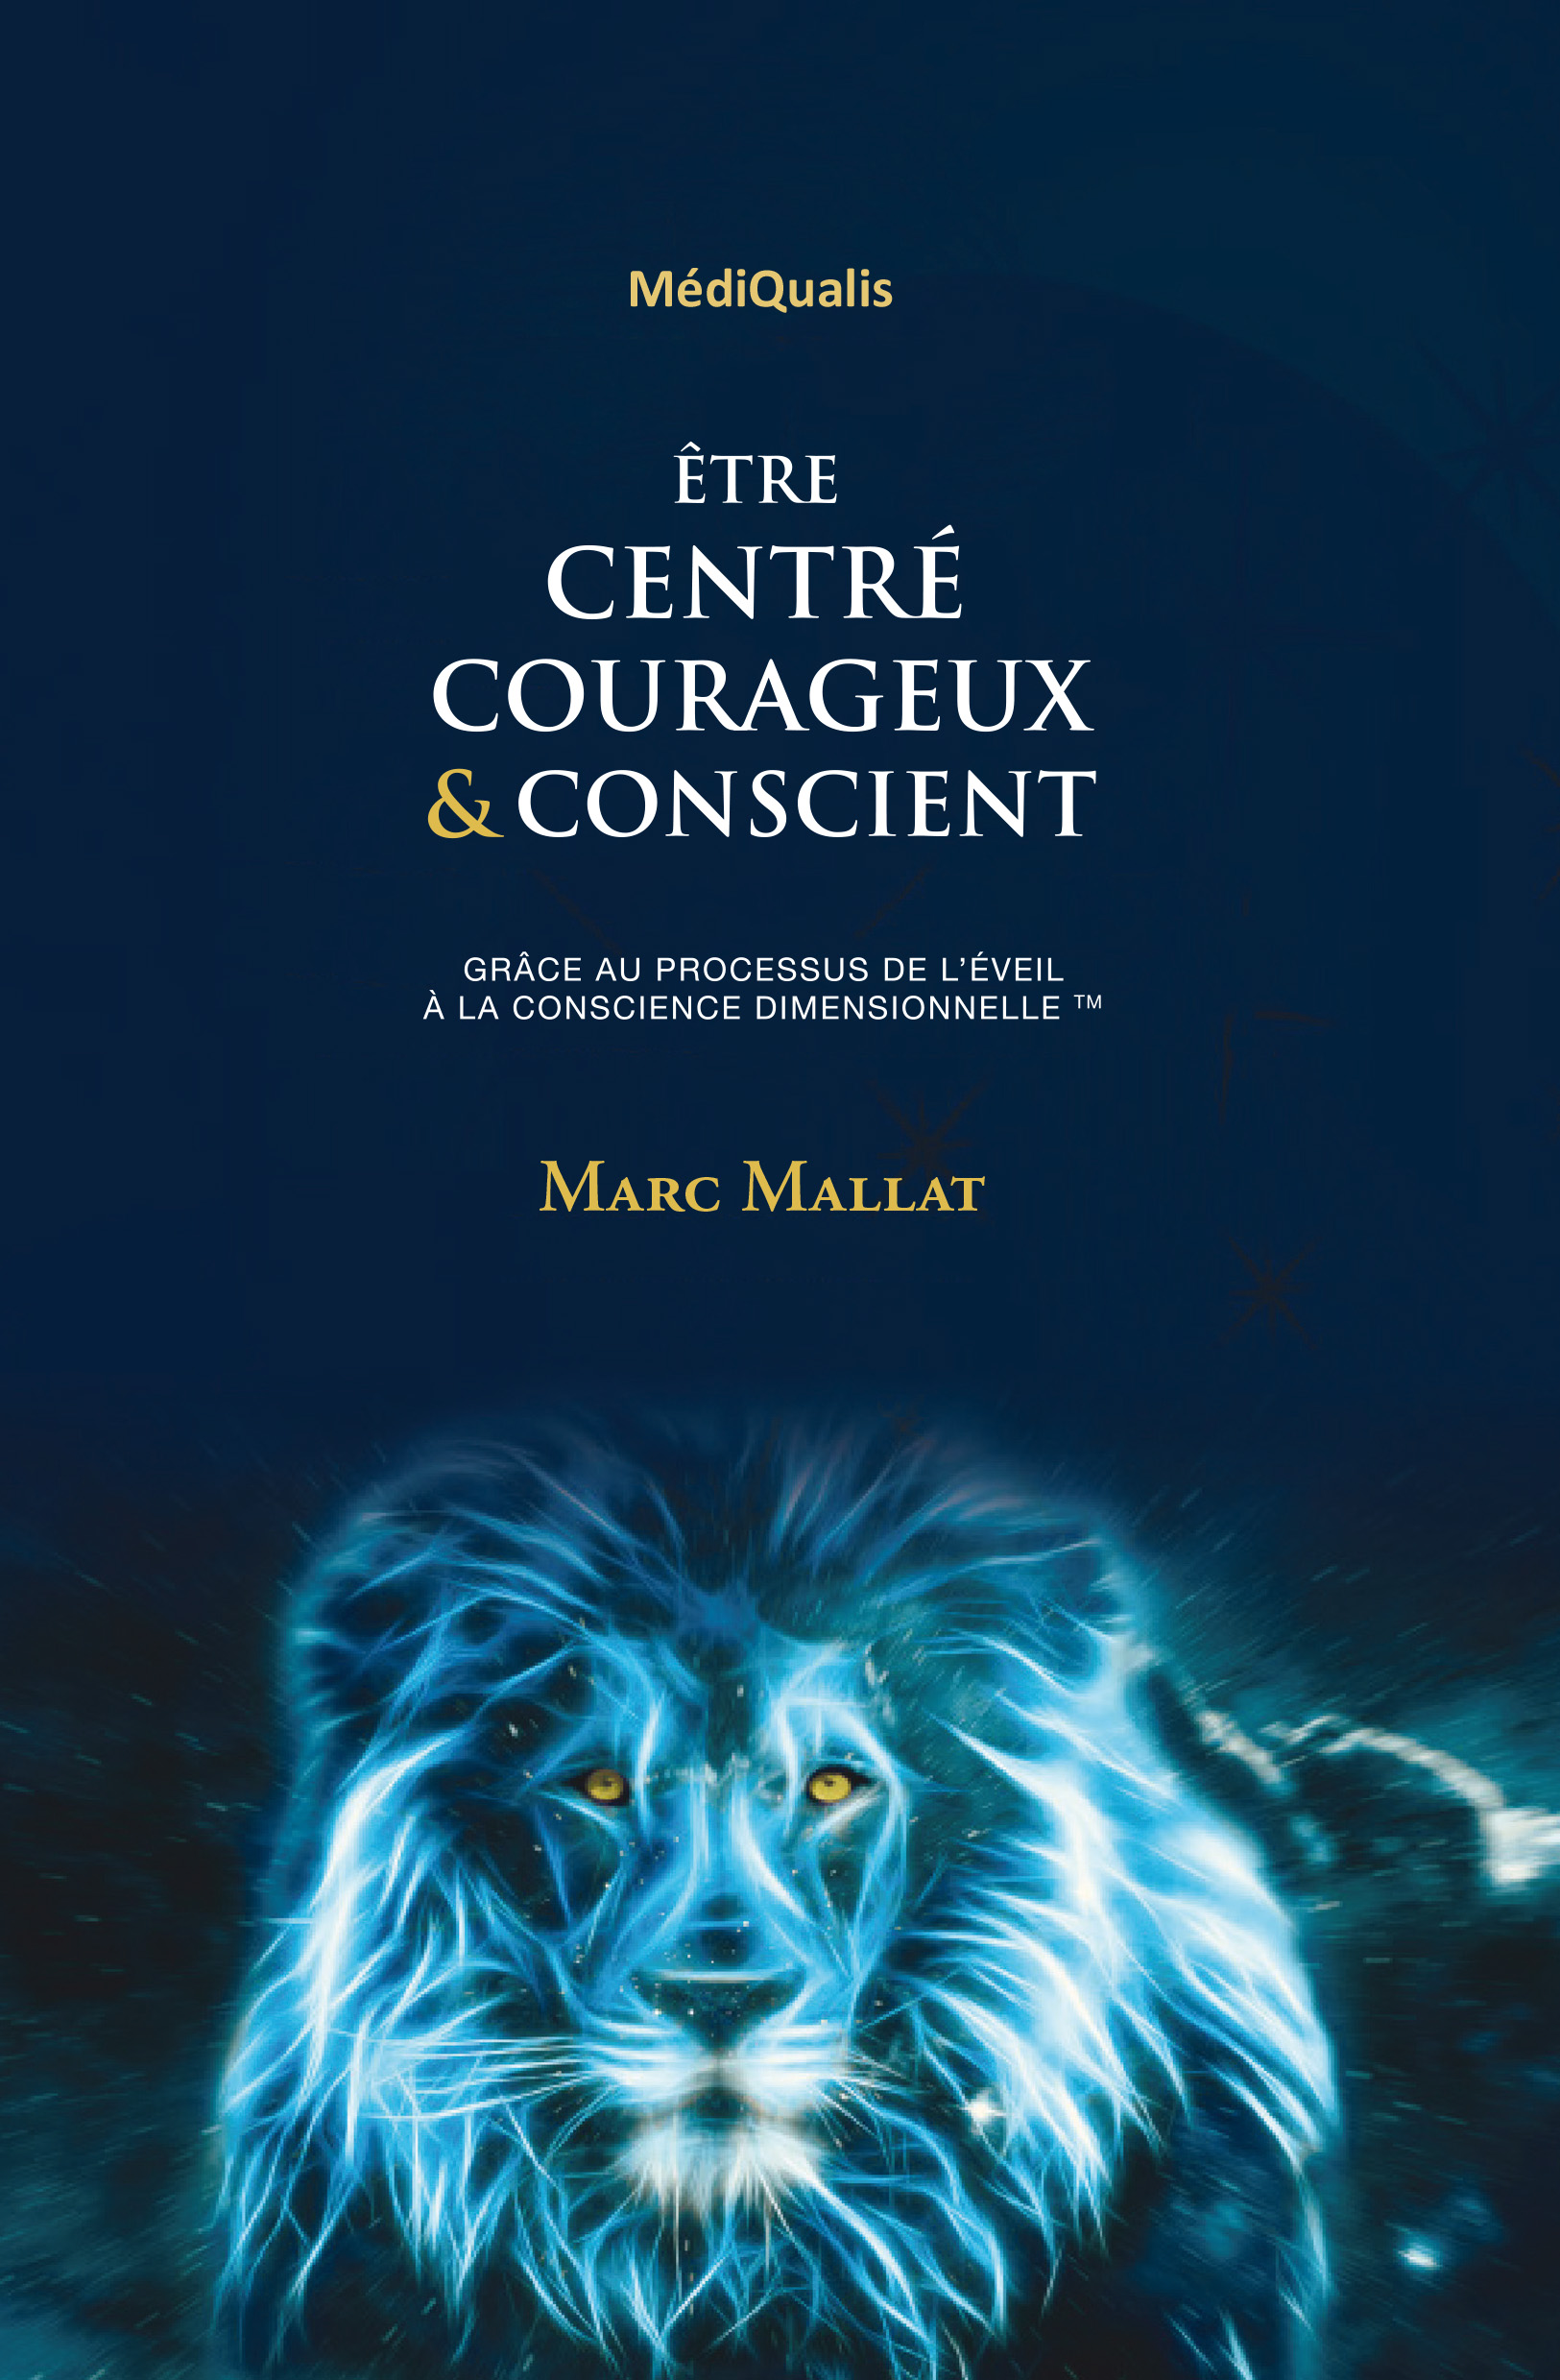 MédiQualis
ÊTRE
CENTRÉ
COURAGEUX
& CONSCIENT
GRÂCE AU PROCESSUS DE L’ÉVEIL
À LA CONSCIENCE DIMENSIONNELLE ™
MARC MALLAT